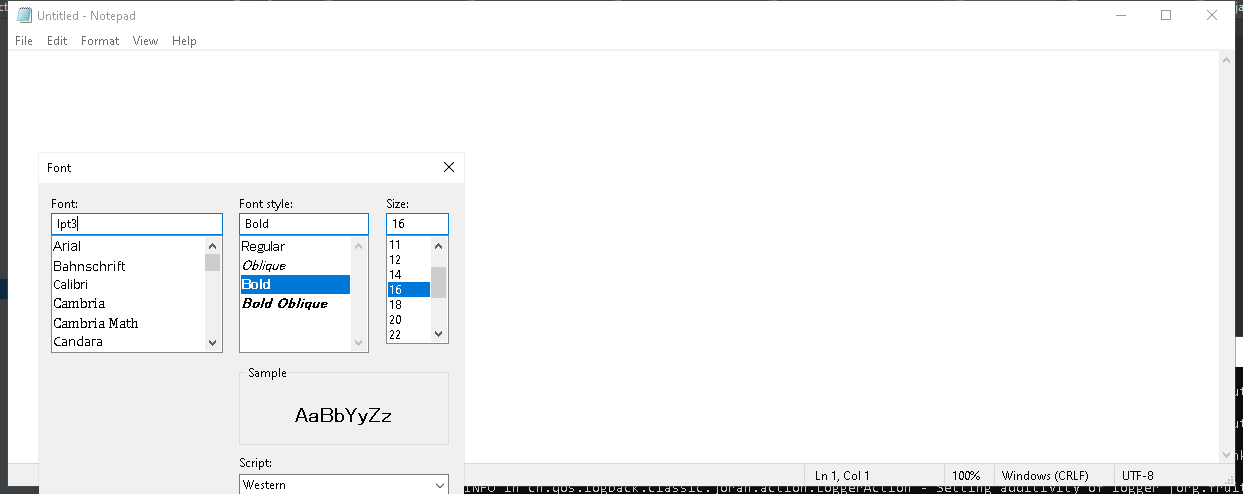 Untitled - Notepad
File Edit Format View Help
Font
Font: Font style: Size:
lpt3 Bold 16
Arial Regular 11
Bahnschrift Oblique 12
Calibri Bold 14
Cambria Bold Oblique 16
Cambria Math 18
Candara 20
22
Sample
AaBbYyZz
Script:
Western
Ln 1, Col 1 100% Windows (CRLF) UTF-8
INFO in ch.qos.logback.classic.joran.action.LoggerAction - Setting additivity of logger [org.fruit